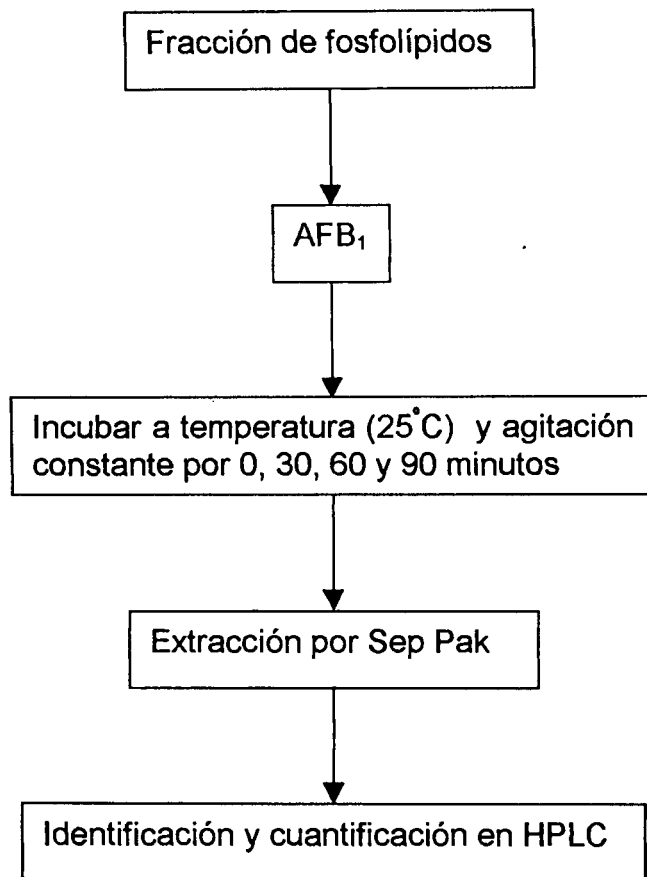 Fracción de fosfolípidos
AFB₁
Incubar a temperatura (25°C) y agitación
constante por 0, 30, 60 y 90 minutos
Extracción por Sep Pak
Identificación y cuantificación en HPLC